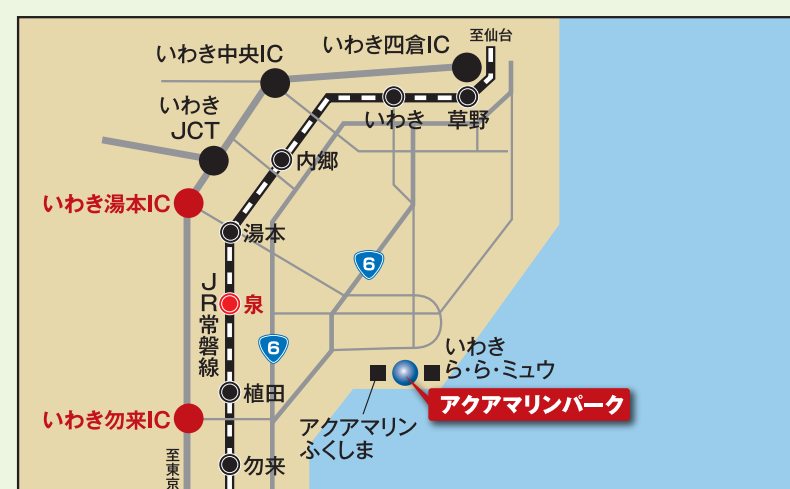 至仙台
いわき四倉IC
いわき中央IC
いわき
JCT
いわき
草野
内郷
いわき湯本IC
湯本
6
JR常磐線
泉
6
いわき
ら・ら・ミュウ
植田
アクアマリンパーク
いわき勿来IC
アクアマリン
ふくしま
至東京
勿来